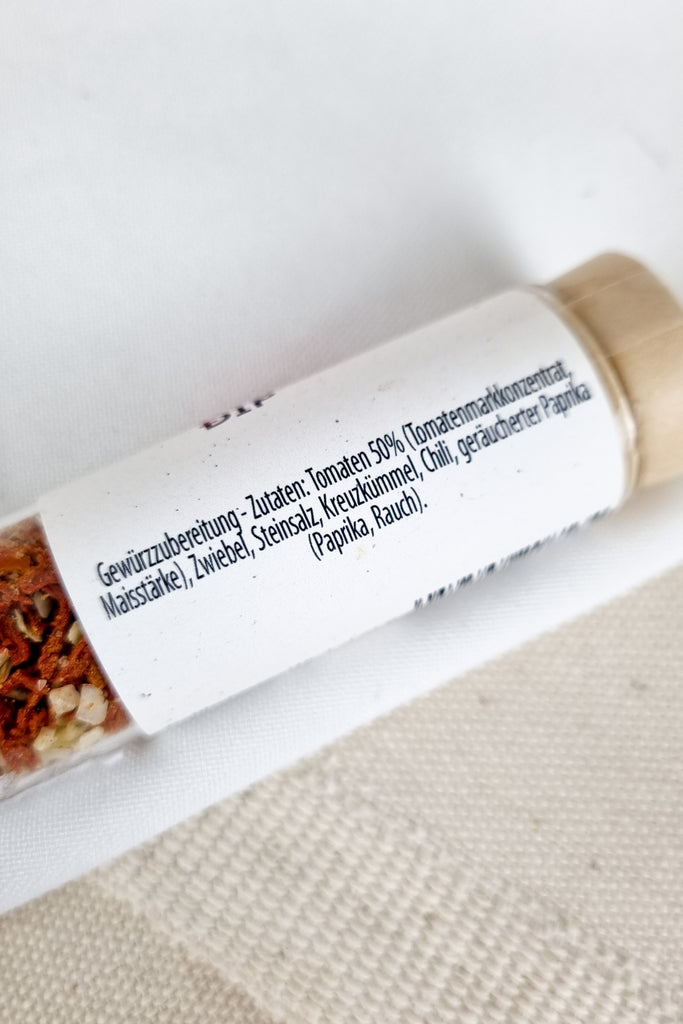 Gewürzzubereitung - Zutaten: Tomaten 50% (Tomatenmarkkonzentrat,
Maisstärke), Zwiebel, Steinsalz, Kreuzkümmel, Chili, geräucherter Paprika
(Paprika, Rauch).